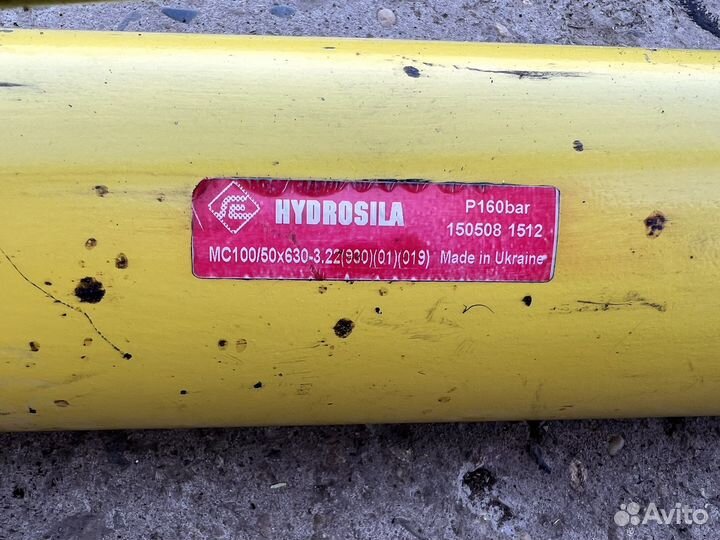 HYDROSILA
P160bar
150508 1512
MC100/50x630-3.22(930)(01)(019) Made in Ukraine
Avito